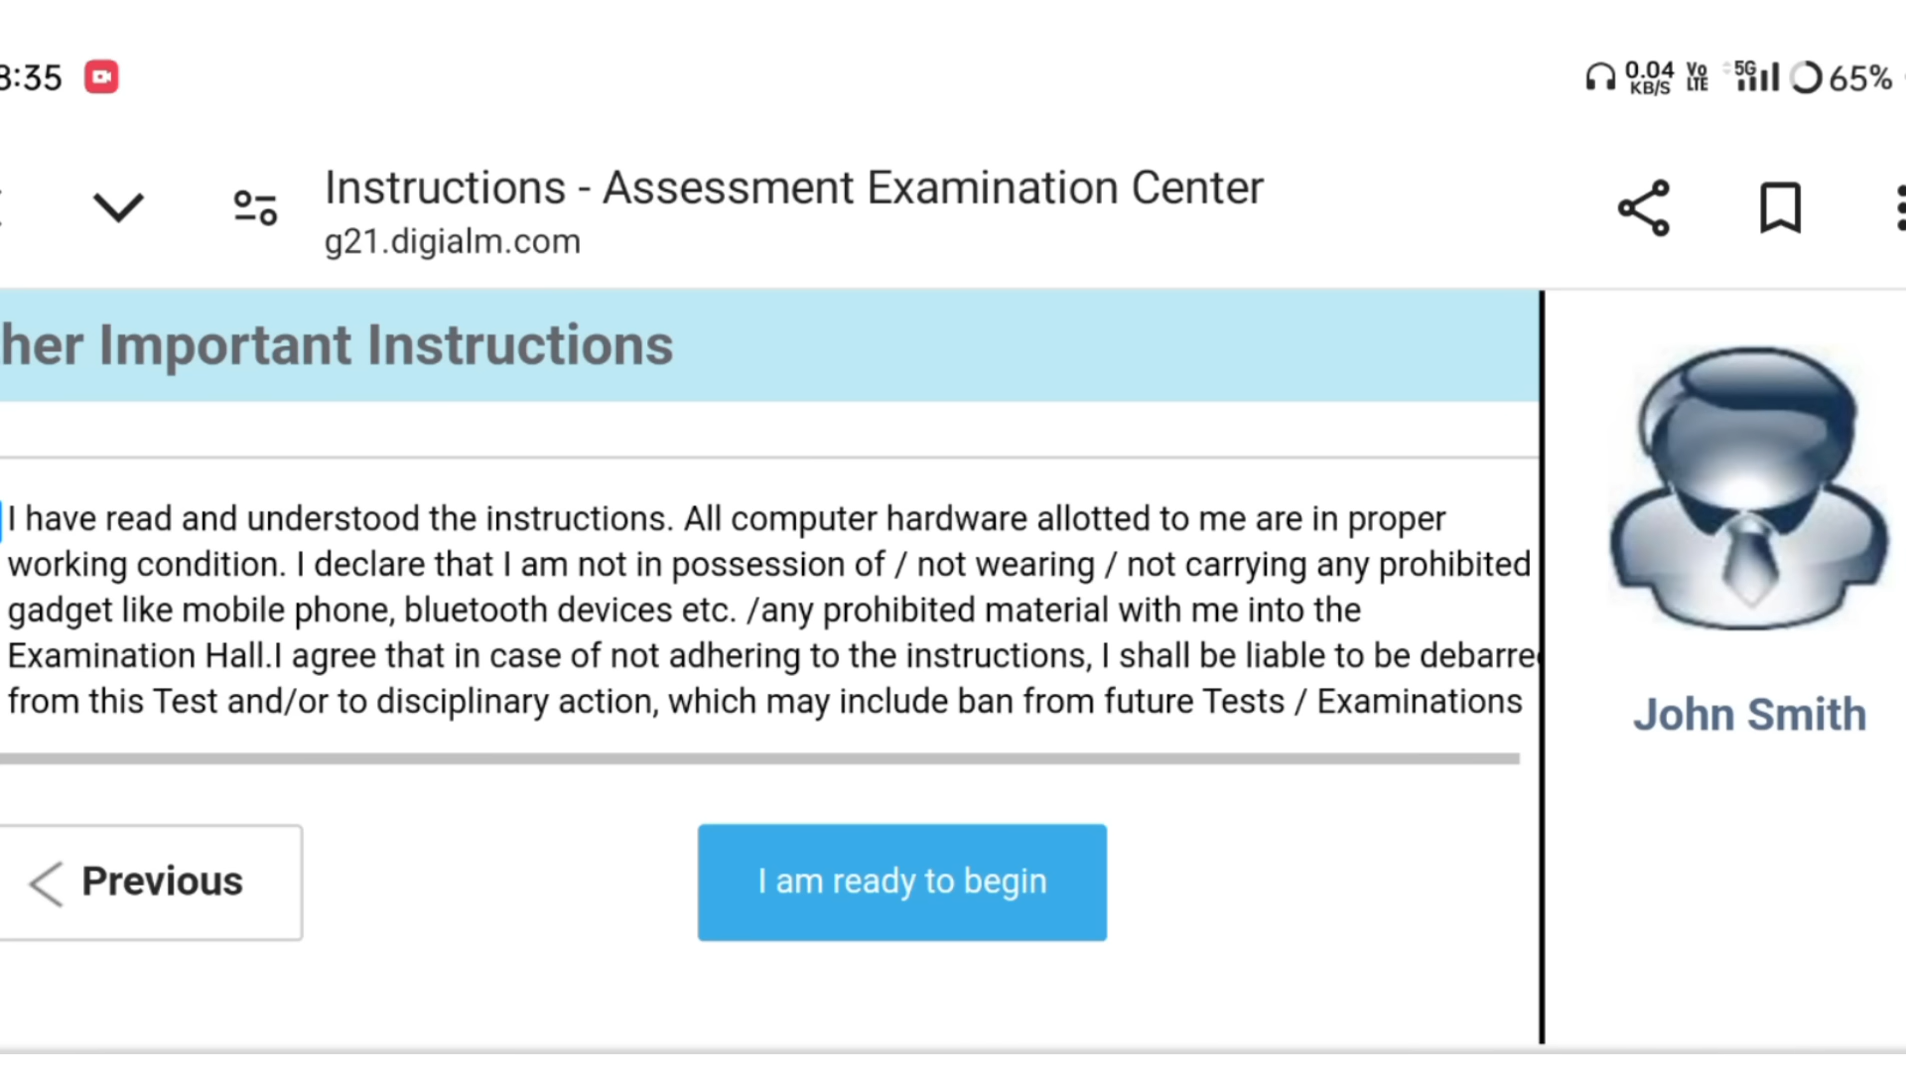 8:35
0.04 KB/S Vo LTE 5G 65%
Instructions - Assessment Examination Center
g21.digialm.com
her Important Instructions
I have read and understood the instructions. All computer hardware allotted to me are in proper
working condition. I declare that I am not in possession of / not wearing / not carrying any prohibited
gadget like mobile phone, bluetooth devices etc. /any prohibited material with me into the
Examination Hall.I agree that in case of not adhering to the instructions, I shall be liable to be debarred
from this Test and/or to disciplinary action, which may include ban from future Tests / Examinations
John Smith
Previous
I am ready to begin